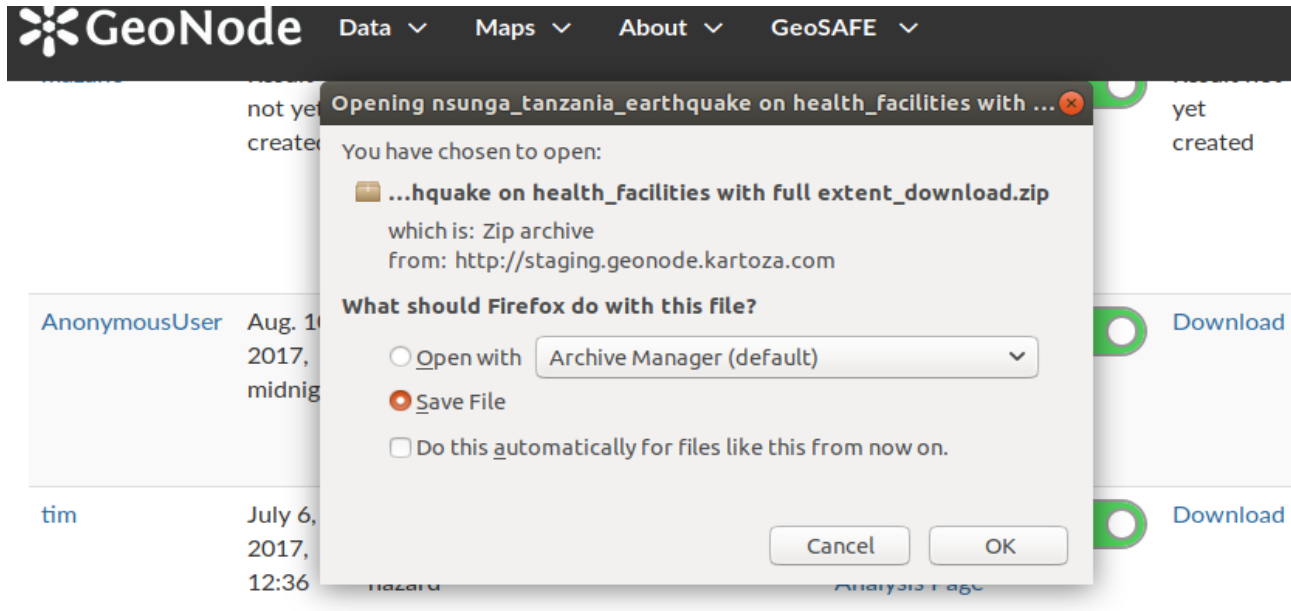 GeoNode Data Maps About GeoSAFE
not yet
created
yet
created
Opening nsunga_tanzania_earthquake on health_facilities with ...
You have chosen to open:
...hquake on health_facilities with full extent_download.zip
which is: Zip archive
from: http://staging.geonode.kartoza.com
What should Firefox do with this file?
Open with Archive Manager (default)
Save File
Do this automatically for files like this from now on.
Cancel OK
AnonymousUser Aug.
2017,
midnig
Download
tim July 6,
2017,
12:36
Download